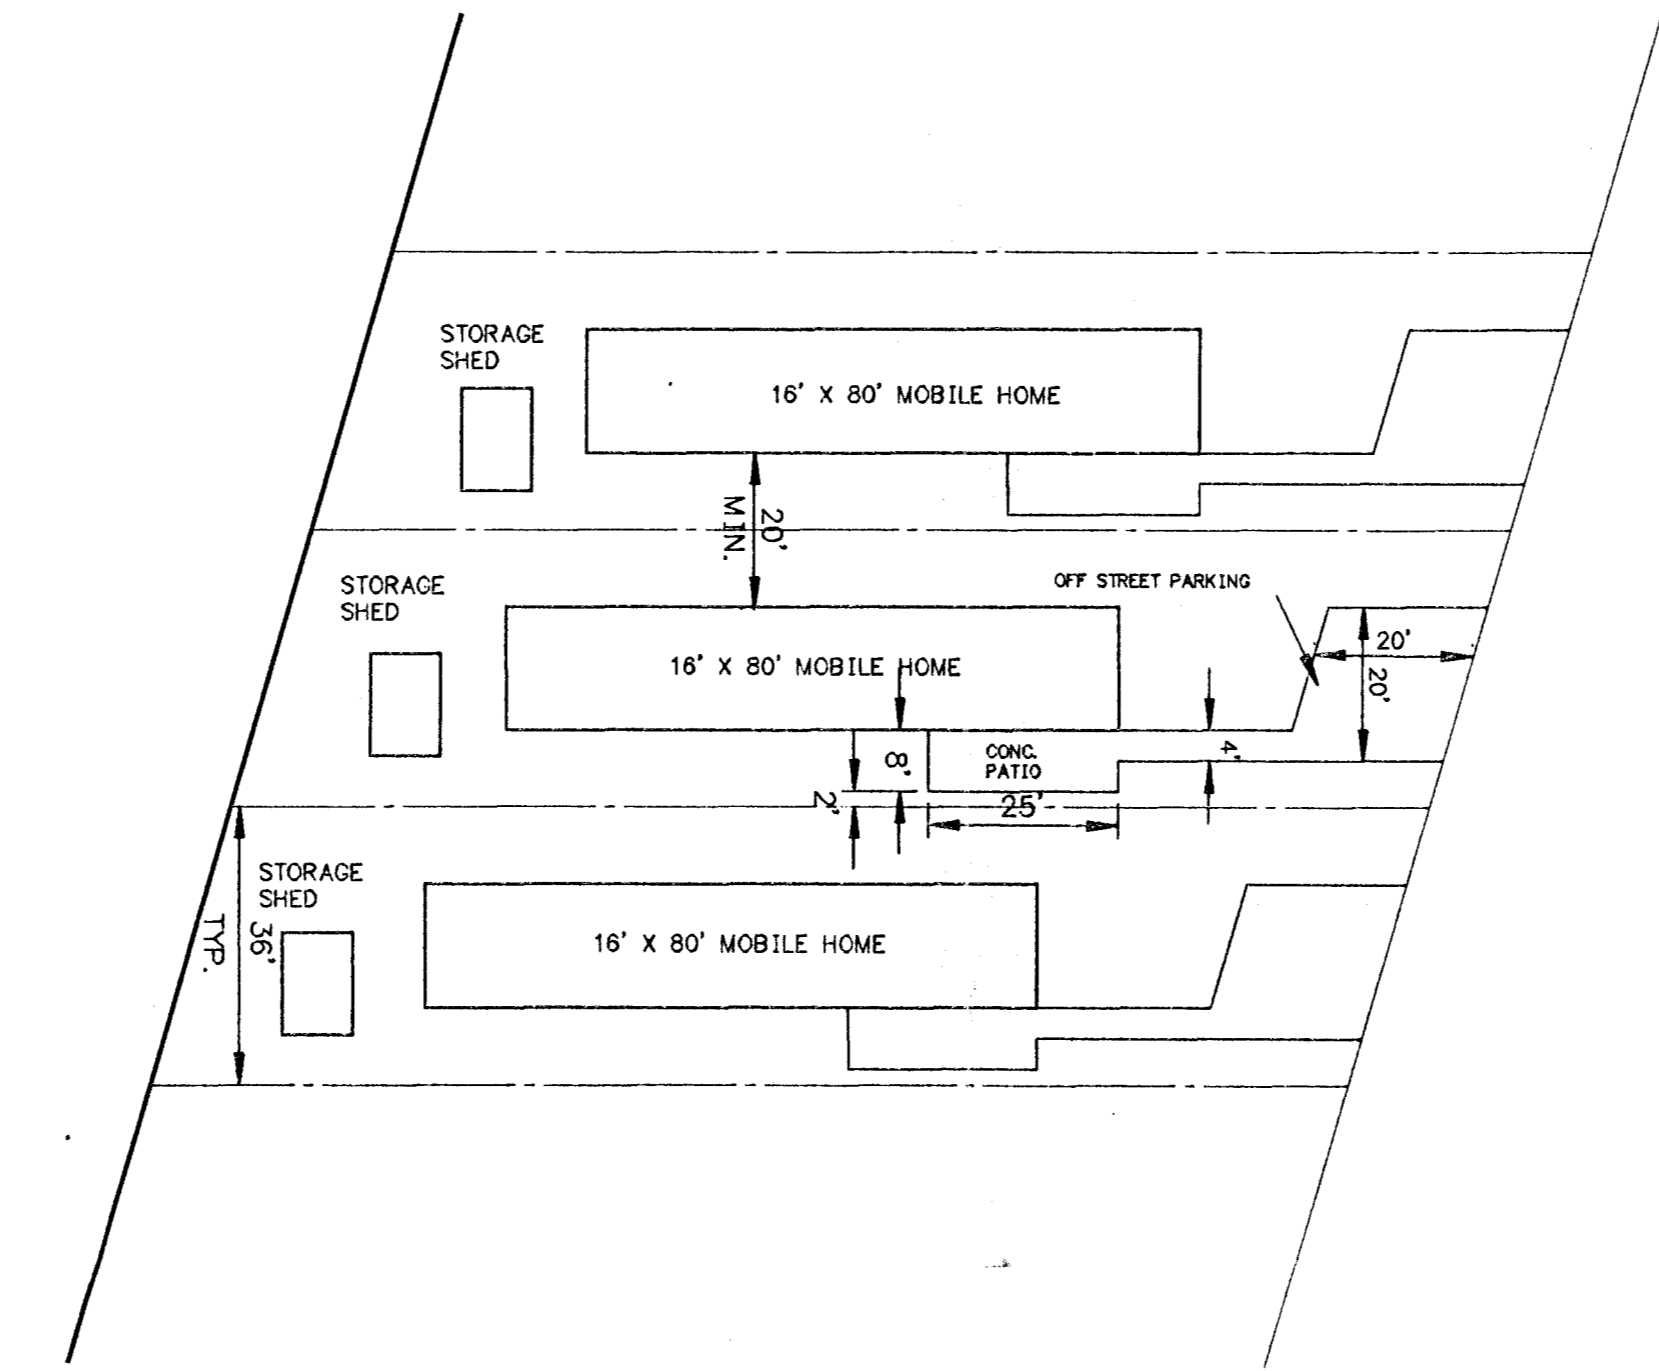 STORAGE
SHED
16' X 80' MOBILE HOME
20'
MIN.
STORAGE
SHED
OFF STREET PARKING
16' X 80' MOBILE HOME
20'
20'
CONC.
PATIO
8'
4'
2'
25'
STORAGE
SHED
36'
TYP.
16' X 80' MOBILE HOME